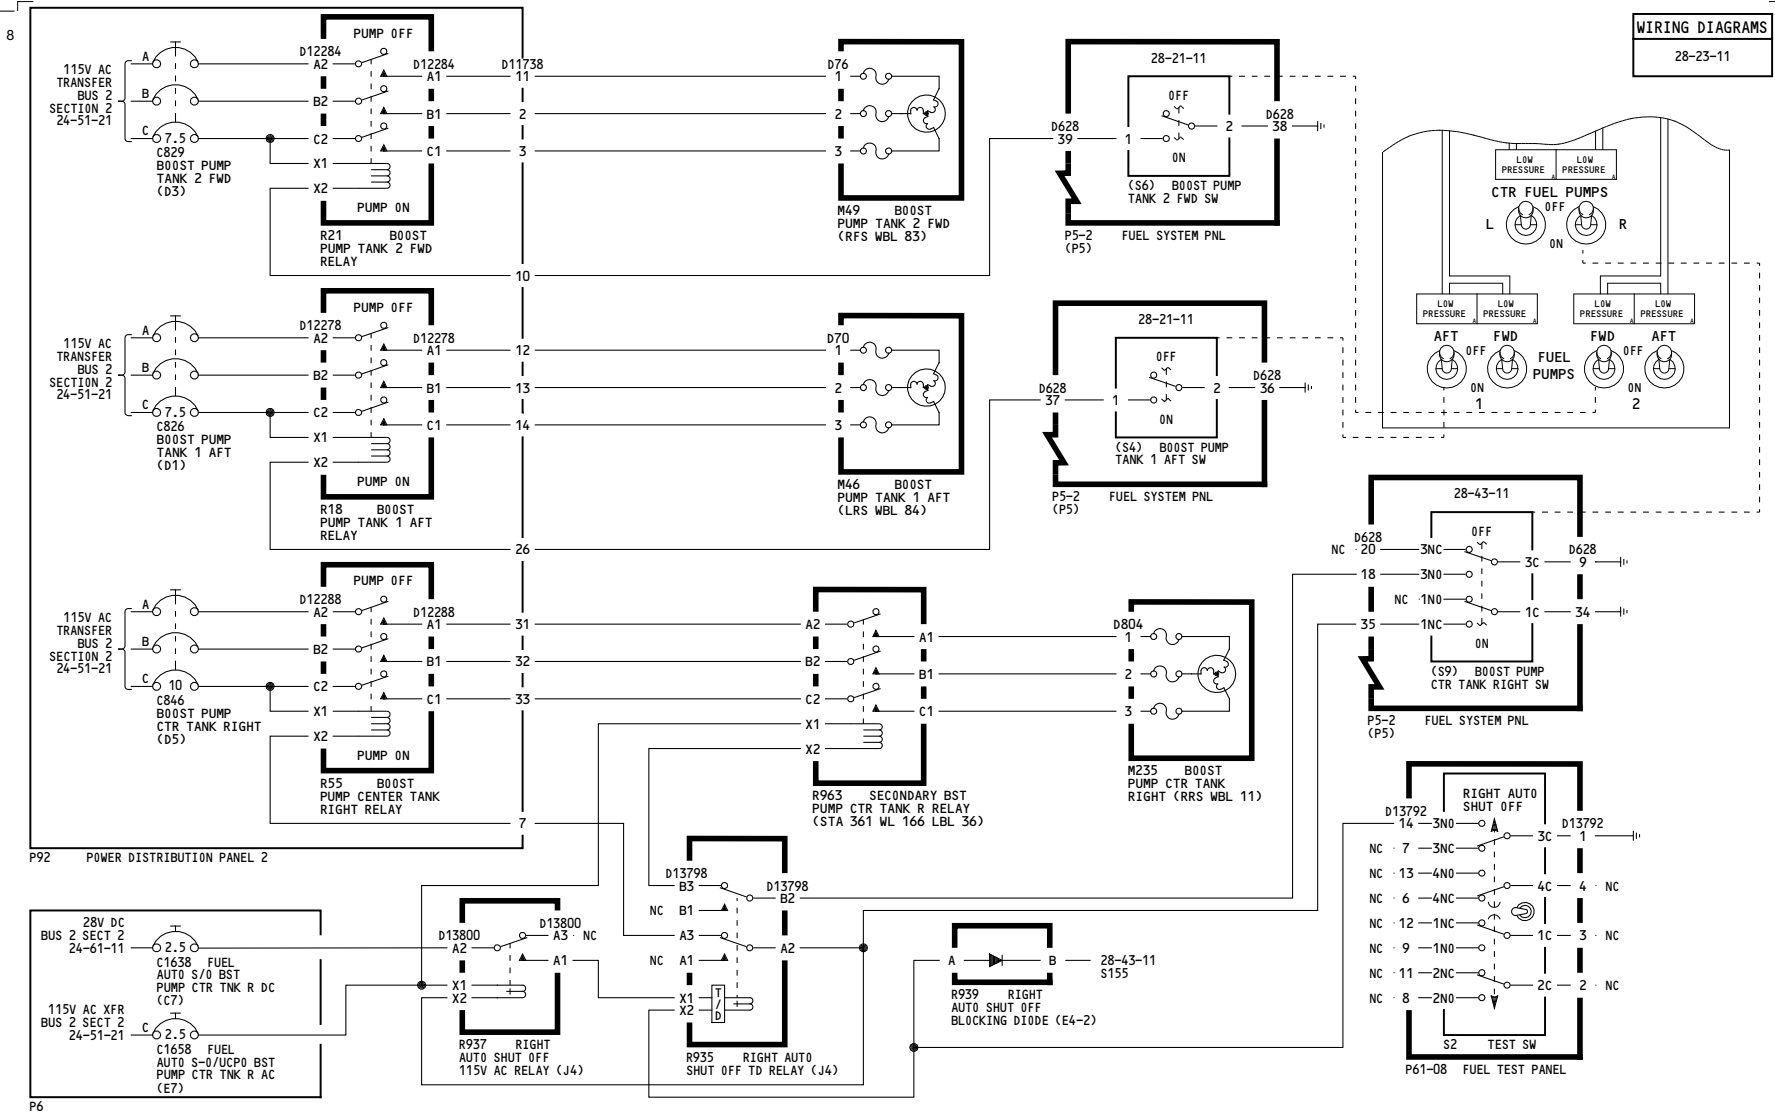 8
WIRING DIAGRAMS
28-23-11
115V AC
TRANSFER
BUS 2
SECTION 2
24-51-21
A
B
C
7.5
C829
BOOST PUMP
TANK 2 FWD
(D3)
D12284
A2
B2
C2
X1
X2
PUMP OFF
PUMP ON
D12284
A1
B1
C1
R21 BOOST
PUMP TANK 2 FWD
RELAY
D11738
11
2
3
10
D76
1
2
3
M49 BOOST
PUMP TANK 2 FWD
(RFS WBL 83)
28-21-11
D628
39
1
OFF
ON
2
D628
38
(S6) BOOST PUMP
TANK 2 FWD SW
P5-2 FUEL SYSTEM PNL
(P5)
LOW
PRESSURE
A
LOW
PRESSURE
A
CTR FUEL PUMPS
L
OFF
ON
R
LOW
PRESSURE
A
LOW
PRESSURE
A
LOW
PRESSURE
A
LOW
PRESSURE
A
AFT
FWD
FWD
AFT
OFF
FUEL
PUMPS
OFF
ON
1
ON
2
115V AC
TRANSFER
BUS 2
SECTION 2
24-51-21
A
B
C
7.5
C826
BOOST PUMP
TANK 1 AFT
(D1)
D12278
A2
B2
C2
X1
X2
PUMP OFF
PUMP ON
D12278
A1
B1
C1
R18 BOOST
PUMP TANK 1 AFT
RELAY
12
13
14
26
D70
1
2
3
M46 BOOST
PUMP TANK 1 AFT
(LRS WBL 84)
28-21-11
D628
37
1
OFF
ON
2
D628
36
(S4) BOOST PUMP
TANK 1 AFT SW
P5-2 FUEL SYSTEM PNL
(P5)
28-43-11
D628
NC 20
18
35
3NC
3NO
NC 1NO
1NC
OFF
ON
3C
1C
D628
9
34
(S9) BOOST PUMP
CTR TANK RIGHT SW
P5-2 FUEL SYSTEM PNL
(P5)
115V AC
TRANSFER
BUS 2
SECTION 2
24-51-21
A
B
C
10
C846
BOOST PUMP
CTR TANK RIGHT
(D5)
D12288
A2
B2
C2
X1
X2
PUMP OFF
PUMP ON
D12288
A1
B1
C1
R55 BOOST
PUMP CENTER TANK
RIGHT RELAY
31
32
33
7
P92 POWER DISTRIBUTION PANEL 2
A2
B2
C2
X1
X2
A1
B1
C1
R963 SECONDARY BST
PUMP CTR TANK R RELAY
(STA 361 WL 166 LBL 36)
D804
1
2
3
M235 BOOST
PUMP CTR TANK
RIGHT (RRS WBL 11)
28V DC
BUS 2 SECT 2
24-61-11
2.5
C1638 FUEL
AUTO S/O BST
PUMP CTR TNK R DC
(C7)
115V AC XFR
BUS 2 SECT 2
24-51-21
C
2.5
C1658 FUEL
AUTO S-O/UCPO BST
PUMP CTR TNK R AC
(E7)
P6
D13800
A2
X1
X2
D13800
A3 NC
A1
R937 RIGHT
AUTO SHUT OFF
115V AC RELAY (J4)
D13798
B3
NC B1
A3
NC A1
X1
X2
T/D
D13798
B2
A2
R935 RIGHT AUTO
SHUT OFF TD RELAY (J4)
A
B
28-43-11
S155
R939 RIGHT
AUTO SHUT OFF
BLOCKING DIODE (E4-2)
RIGHT AUTO
SHUT OFF
D13792
14 3NO
NC 7 3NC
NC 13 4NO
NC 6 4NC
NC 12 1NC
NC 9 1NO
NC 11 2NC
NC 8 2NO
D13792
3C 1
4C 4 NC
1C 3 NC
2C 2 NC
S2 TEST SW
P61-08 FUEL TEST PANEL